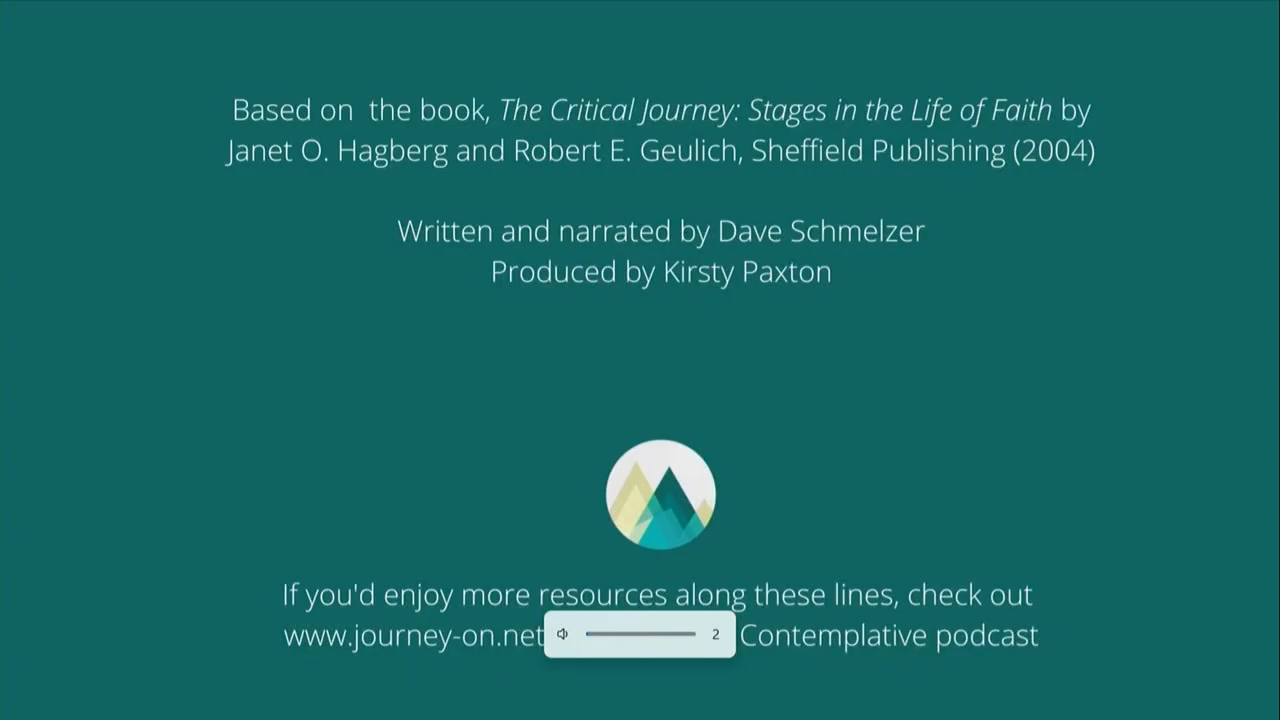 Based on  the book, The Critical Journey: Stages in the Life of Faith by
Janet O. Hagberg and Robert E. Geulich, Sheffield Publishing (2004)
Written and narrated by Dave Schmelzer
Produced by Kirsty Paxton
If you'd enjoy more resources along these lines, check out
www.journey-on.net Contemplative podcast
2